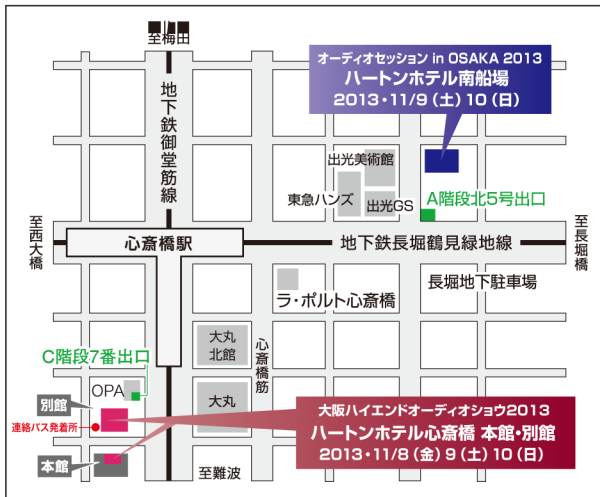 至梅田
オーディオセッション in OSAKA 2013
ハートンホテル南船場
2013・11/9（土）10（日）
地下鉄御堂筋線
出光美術館
東急ハンズ
出光GS
A階段北5号出口
至西大橋
心斎橋駅
地下鉄長堀鶴見緑地線
至長堀橋
長堀地下駐車場
ラ・ポルト心斎橋
大丸
北館
心斎橋筋
C階段7番出口
OPA
大丸
別館
連絡バス発着所
大阪ハイエンドオーディオショウ2013
ハートンホテル心斎橋 本館・別館
2013・11/8（金）9（土）10（日）
本館
至難波